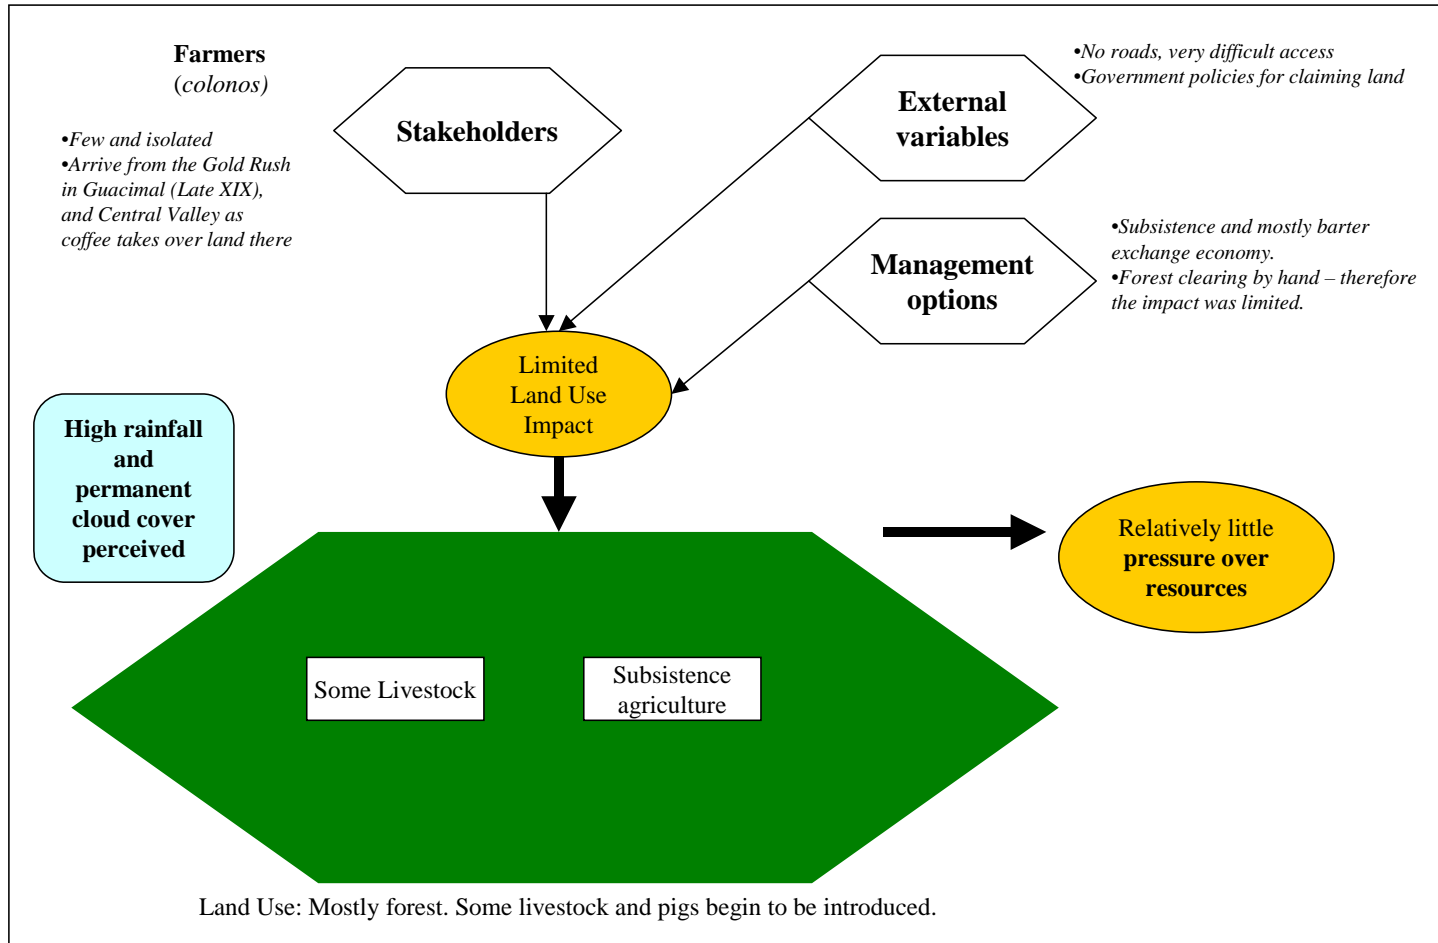 Farmers
(colonos)
•Few and isolated
•Arrive from the Gold Rush
in Guacimal (Late XIX),
and Central Valley as
coffee takes over land there
Stakeholders
External
variables
•No roads, very difficult access
•Government policies for claiming land
Management
options
•Subsistence and mostly barter
exchange economy.
•Forest clearing by hand – therefore
the impact was limited.
Limited
Land Use
Impact
High rainfall
and
permanent
cloud cover
perceived
Relatively little
pressure over
resources
Some Livestock
Subsistence
agriculture
Land Use: Mostly forest. Some livestock and pigs begin to be introduced.